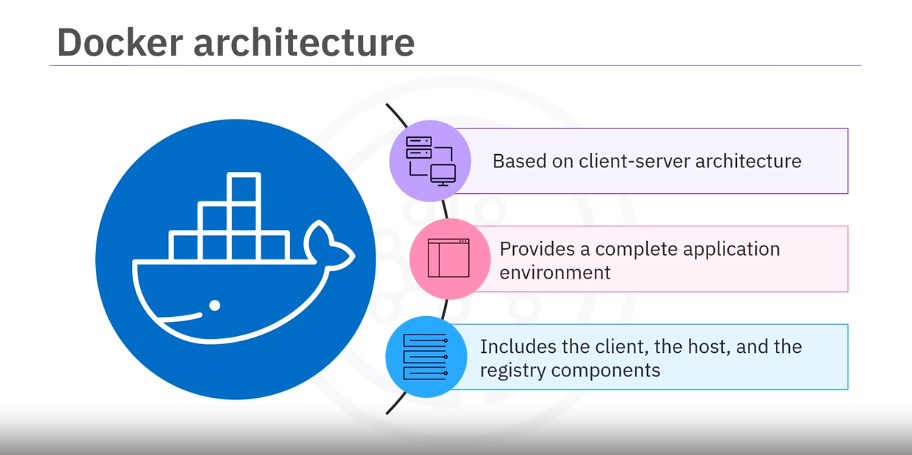 Docker architecture
Based on client-server architecture
Provides a complete application
environment
Includes the client, the host, and the
registry components